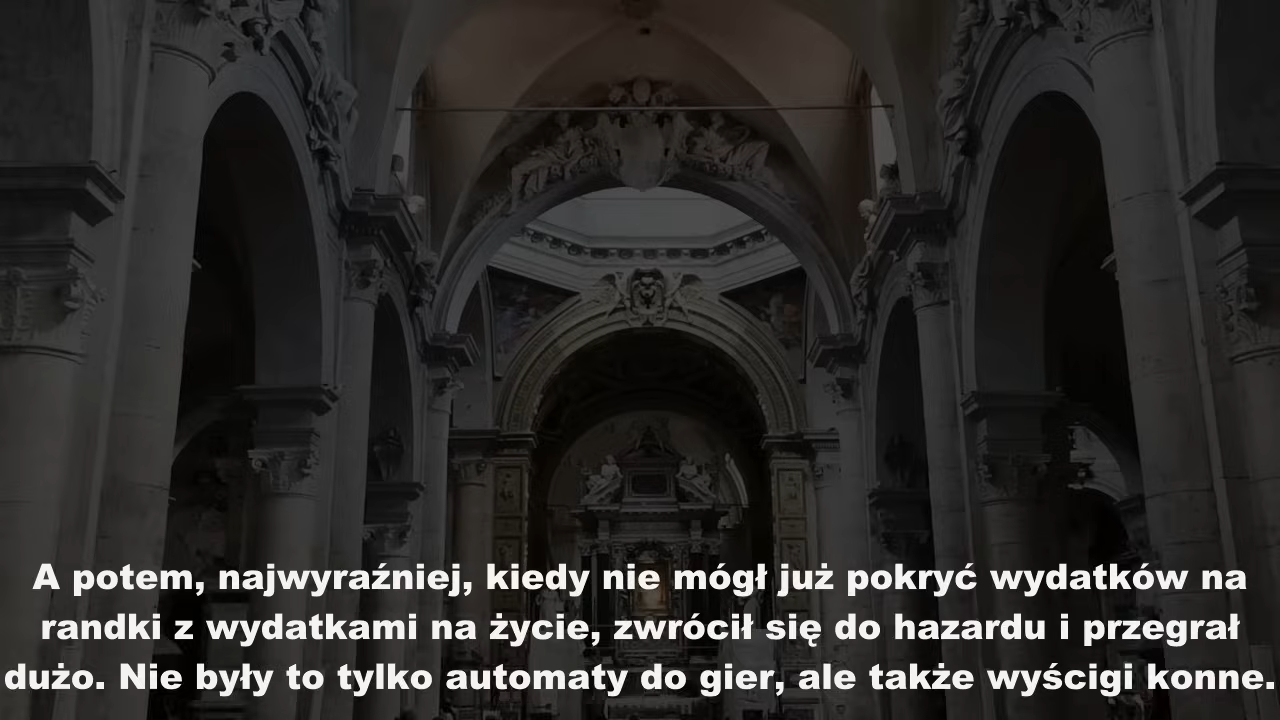 A potem, najwyraźniej, kiedy nie mógł już pokryć wydatków na
randki z wydatkami na życie, zwrócił się do hazardu i przegrał
dużo. Nie były to tylko automaty do gier, ale także wyścigi konne.